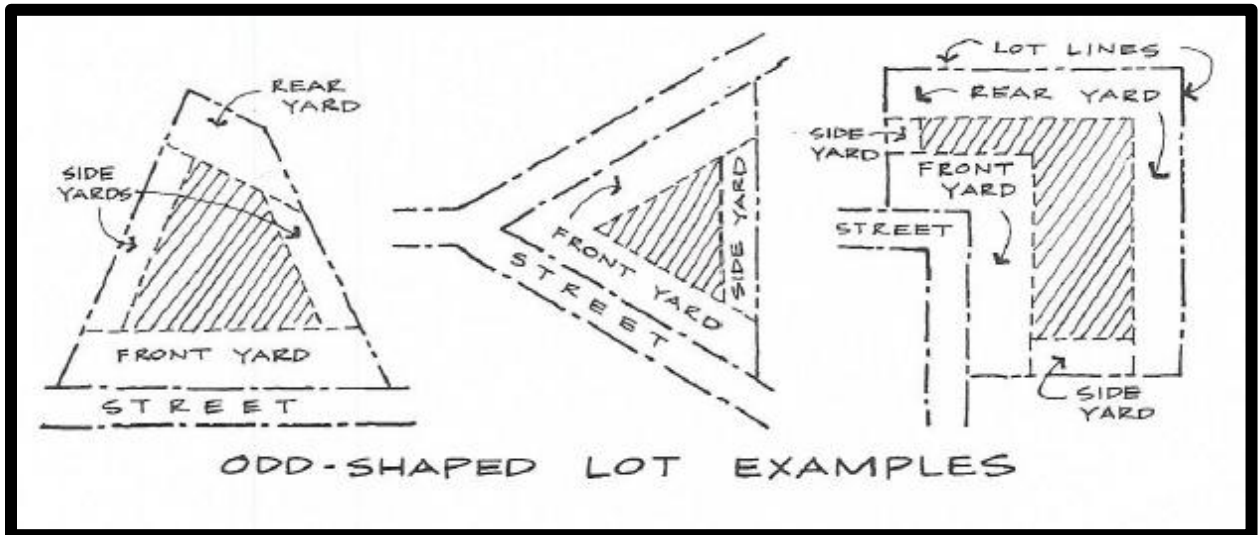 REAR
YARD
SIDE
YARDS
FRONT YARD
STREET
FRONT YARD
STREET
SIDE YARD
LOT LINES
REAR YARD
SIDE
YARD
FRONT
YARD
STREET
SIDE
YARD
ODD-SHAPED LOT EXAMPLES